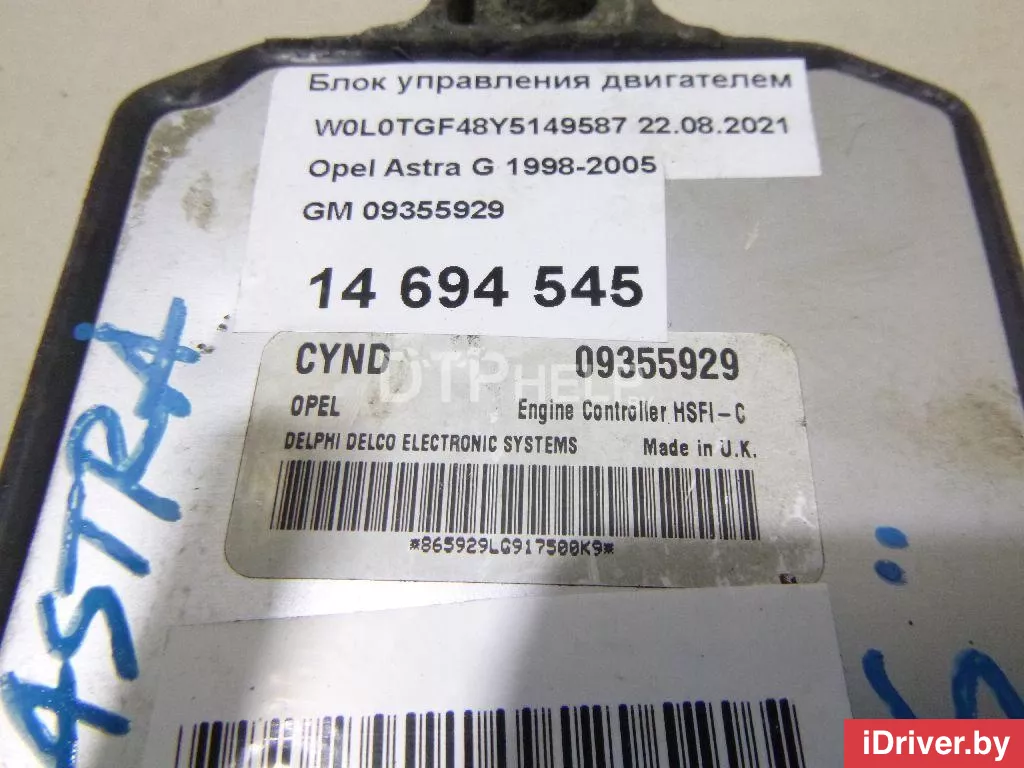 Блок управления двигателем
W0L0TGF48Y5149587 22.08.2021
Opel Astra G 1998-2005
GM 09355929
14 694 545
CYND 09355929
DTPHELP
OPEL Engine Controller HSFI-C
DELPHI DELCO ELECTRONIC SYSTEMS Made in U.K.
*865929LG917500K9*
ASTRA
iDriver.by